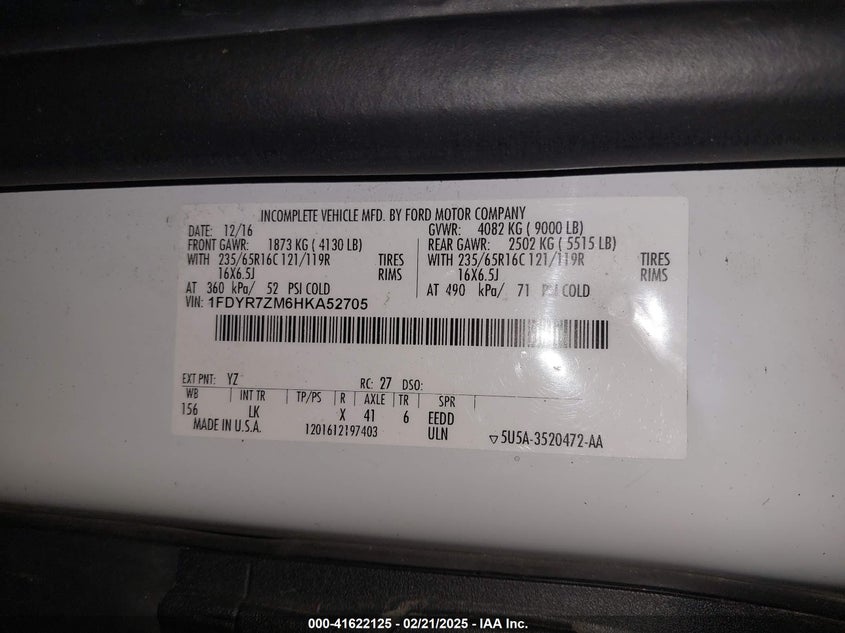 INCOMPLETE VEHICLE MFD. BY FORD MOTOR COMPANY
DATE: 12/16 GVWR: 4082 KG ( 9000 LB)
FRONT GAWR: 1873 KG ( 4130 LB) REAR GAWR: 2502 KG ( 5515 LB)
WITH 235/65R16C 121/119R TIRES WITH 235/65R16C 121/119R TIRES
16X6.5J RIMS 16X6.5J RIMS
AT 360 kPa/ 52 PSI COLD AT 490 kPa/ 71 PSI COLD
VIN: 1FDYR7ZM6HKA52705
EXT PNT: YZ RC: 27 DSO:
WB INT TR TP/PS R AXLE TR SPR
156 LK X 41 6 EEDD
MADE IN U.S.A. 1201612197403 ULN ▽5U5A-3520472-AA
000-41622125 - 02/21/2025 - IAA Inc.